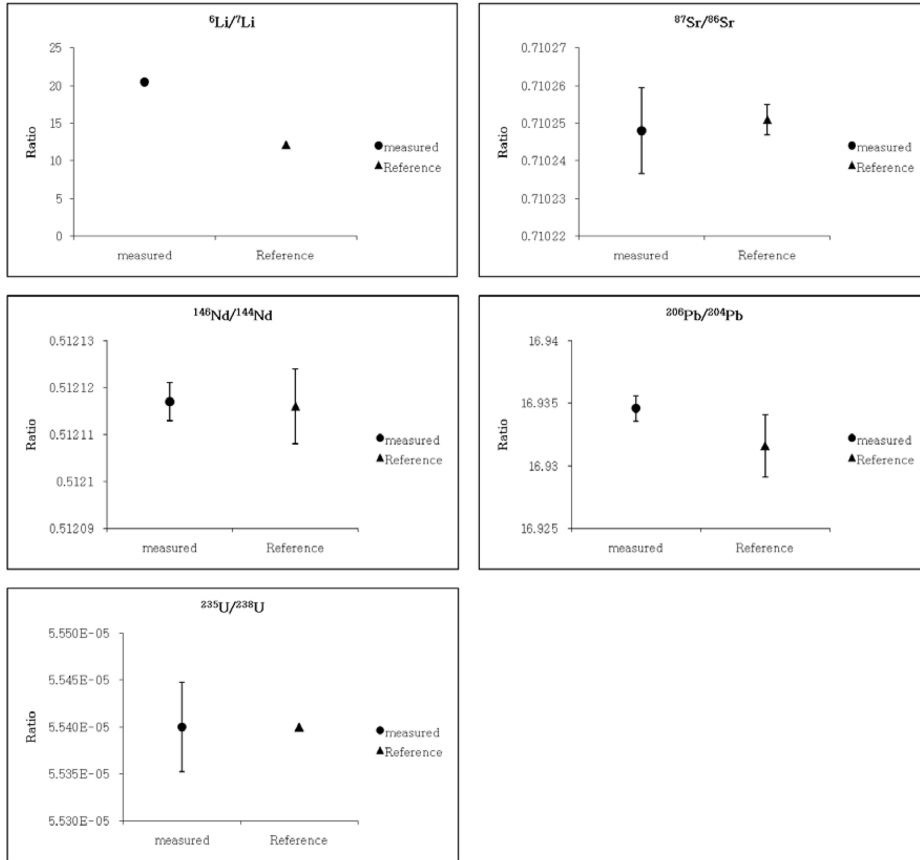 ⁶Li/⁷Li
25
20
15
10
5
0
Ratio
measured
Reference
measured
Reference
⁸⁷Sr/⁸⁶Sr
0.71027
0.71026
0.71025
0.71024
0.71023
0.71022
Ratio
measured
Reference
measured
Reference
¹⁴⁶Nd/¹⁴⁴Nd
0.51213
0.51212
0.51211
0.5121
0.51209
Ratio
measured
Reference
measured
Reference
²⁰⁶Pb/²⁰⁴Pb
16.94
16.935
16.93
16.925
Ratio
measured
Reference
measured
Reference
²³⁵U/²³⁸U
5.550E-05
5.545E-05
5.540E-05
5.535E-05
5.530E-05
Ratio
measured
Reference
measured
Reference